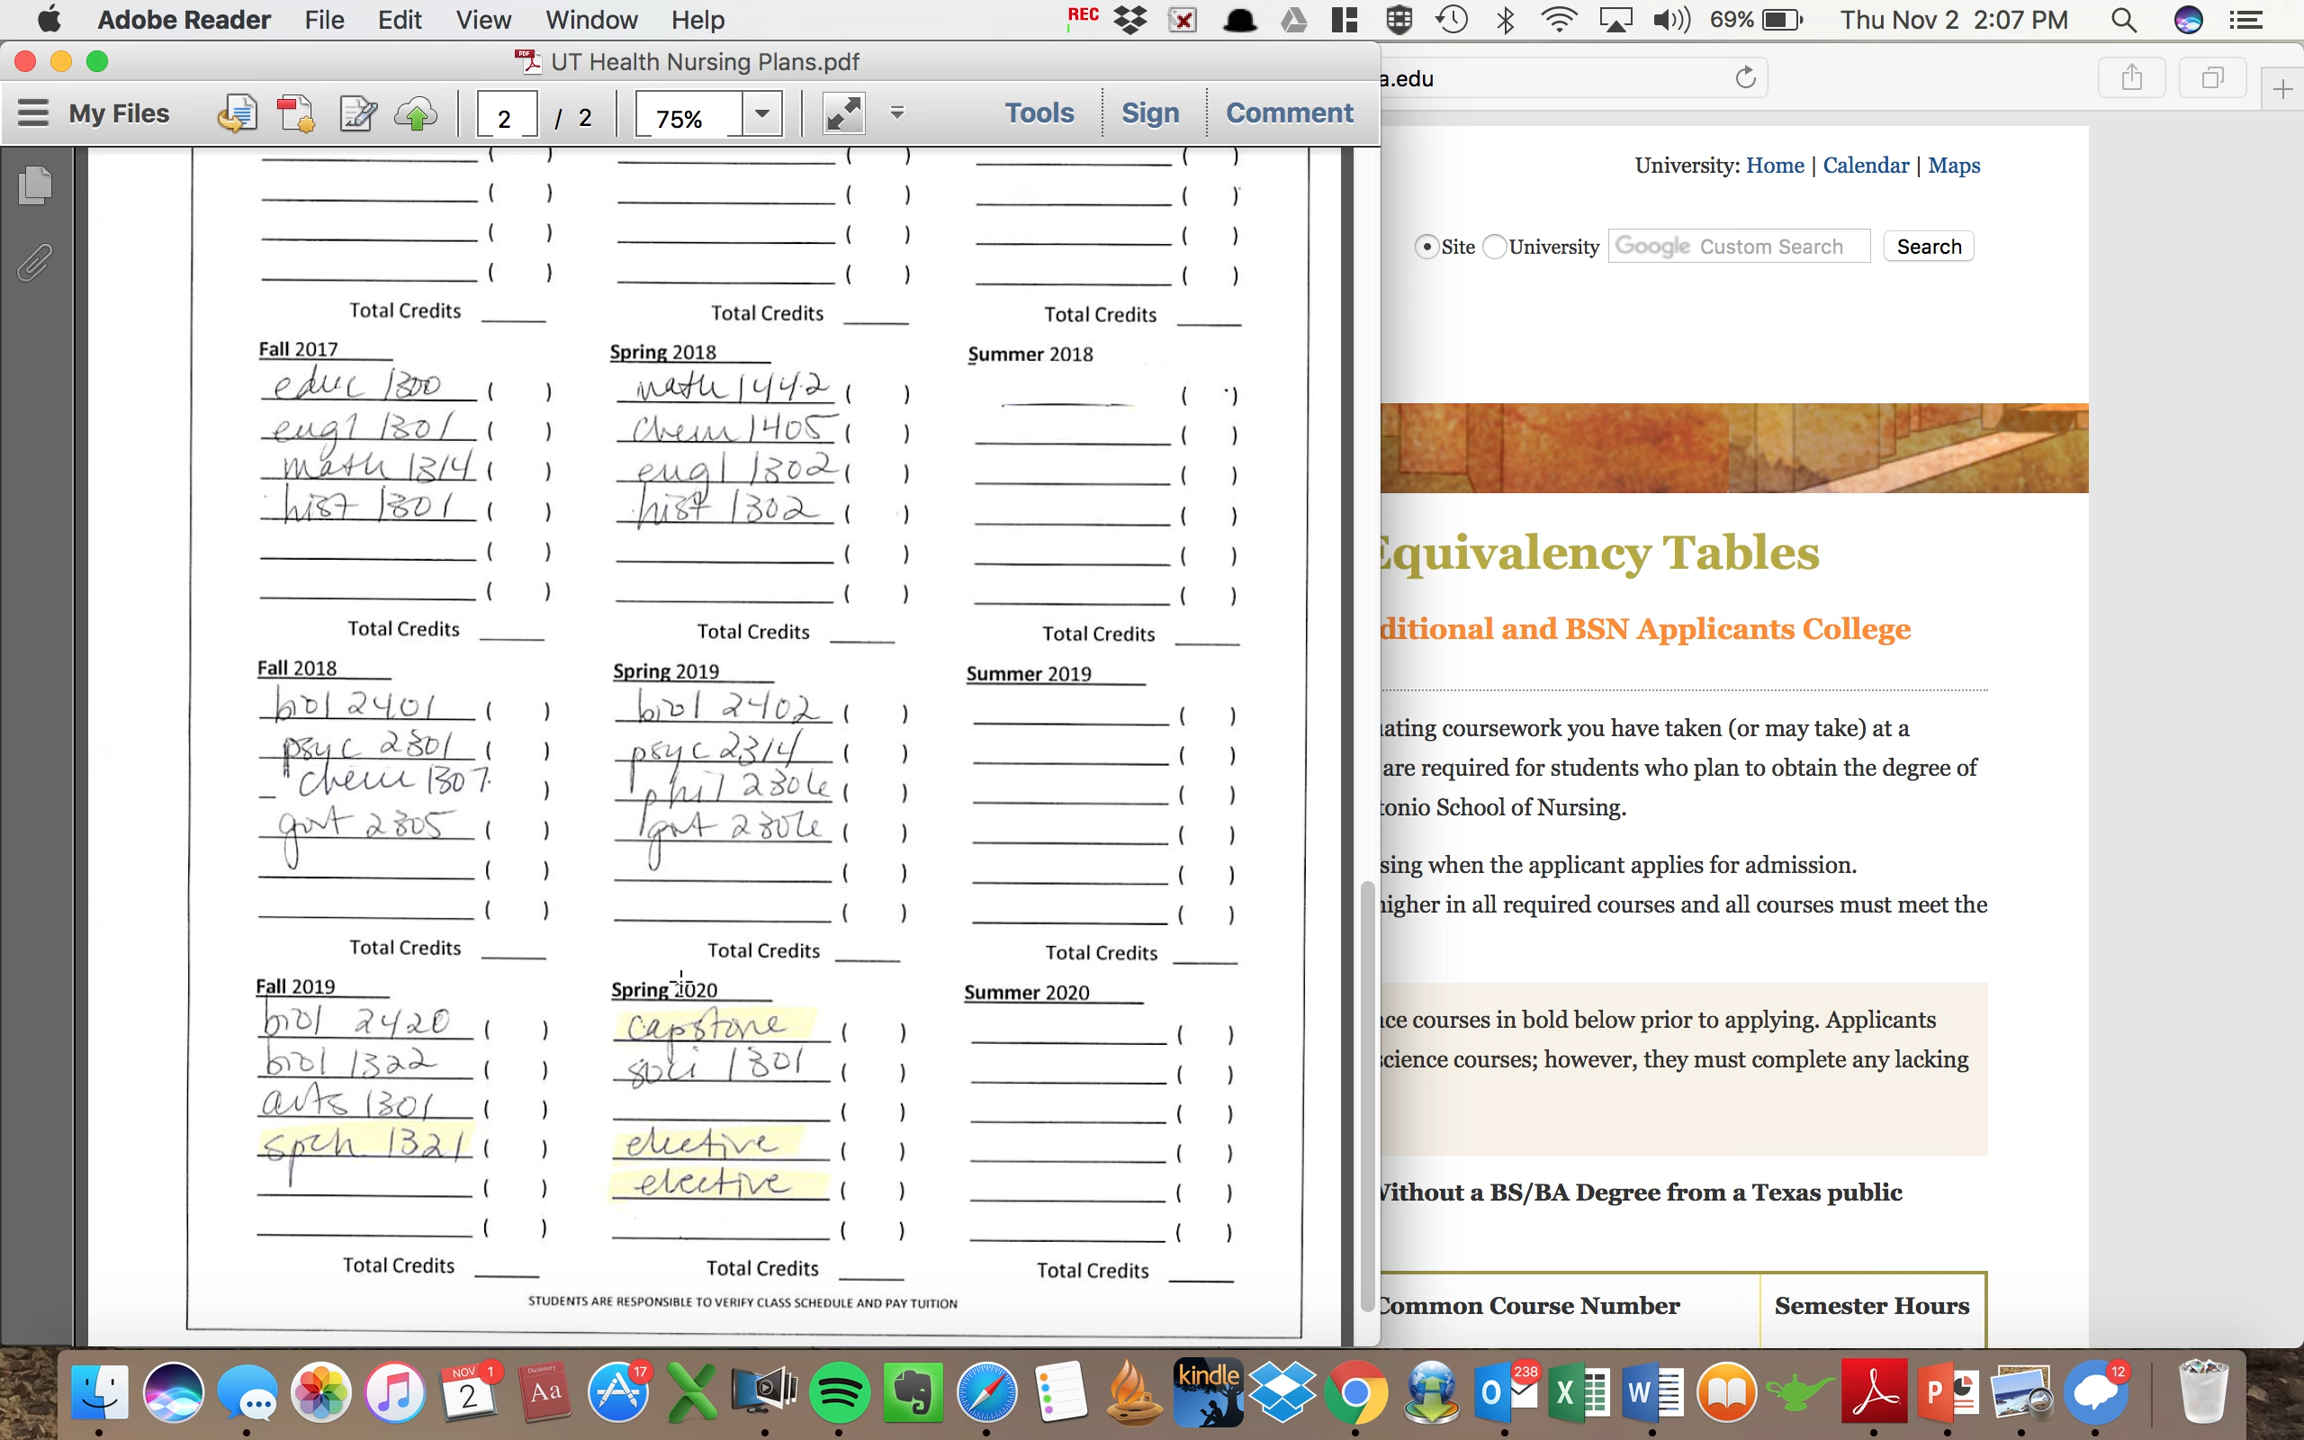 Adobe Reader File Edit View Window Help REC 69% Thu Nov 2 2:07 PM
UT Health Nursing Plans.pdf
My Files 2 / 2 75% Tools Sign Comment
a.edu
University: Home | Calendar | Maps
Site University Google Custom Search Search
Total Credits Total Credits Total Credits
Fall 2017 Spring 2018 Summer 2018
educ 1300 math 1442
engl 1301 chem 1405
math 1314 engl 1302
hist 1301 hist 1302
Total Credits Total Credits Total Credits
Fall 2018 Spring 2019 Summer 2019
biol 2401 biol 2402
psyc 2301 psyc 2314
chem 1307 phil 2306
govt 2305 govt 2306
Total Credits Total Credits Total Credits
Fall 2019 Spring 2020 Summer 2020
biol 2420 capstone
biol 1322 soci 1301
arts 1301
spch 1321 elective
elective
Total Credits Total Credits Total Credits
STUDENTS ARE RESPONSIBLE TO VERIFY CLASS SCHEDULE AND PAY TUITION
Equivalency Tables
ditional and BSN Applicants College
ating coursework you have taken (or may take) at a
are required for students who plan to obtain the degree of
tonio School of Nursing.
sing when the applicant applies for admission.
higher in all required courses and all courses must meet the
ce courses in bold below prior to applying. Applicants
science courses; however, they must complete any lacking
Without a BS/BA Degree from a Texas public
Common Course Number Semester Hours
NOV 2 1
Dictionary Aa
17
kindle
238
12